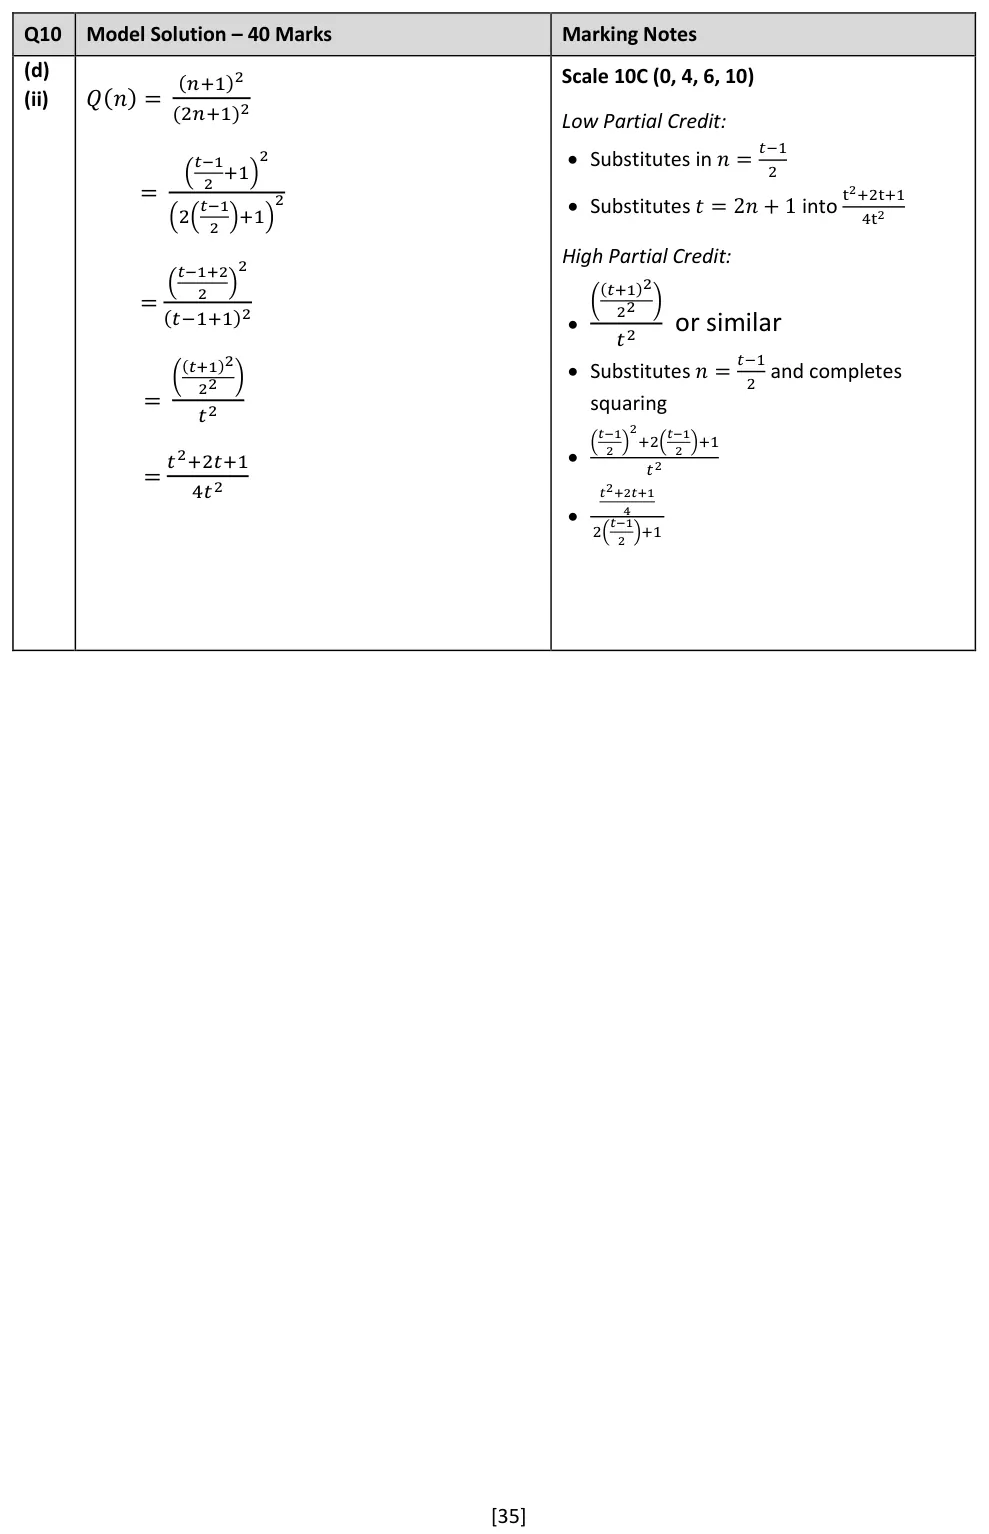 Q10 Model Solution – 40 Marks Marking Notes
(d)
(ii)
Q(n) = (n+1)²/(2n+1)²
= ((t−1)/2 +1)²/(2((t−1)/2)+1)²
= ((t−1+2)/2)²/(t−1+1)²
= ((t+1)²/2²)/t²
= (t²+2t+1)/4t²
Scale 10C (0, 4, 6, 10)
Low Partial Credit:
• Substitutes in n = (t−1)/2
• Substitutes t = 2n + 1 into (t²+2t+1)/4t²
High Partial Credit:
• ((t+1)²/2²)/t² or similar
• Substitutes n = (t−1)/2 and completes
squaring
• (((t−1)/2)²+2((t−1)/2)+1)/t²
• ((t²+2t+1)/4)/(2((t−1)/2)+1)
[35]